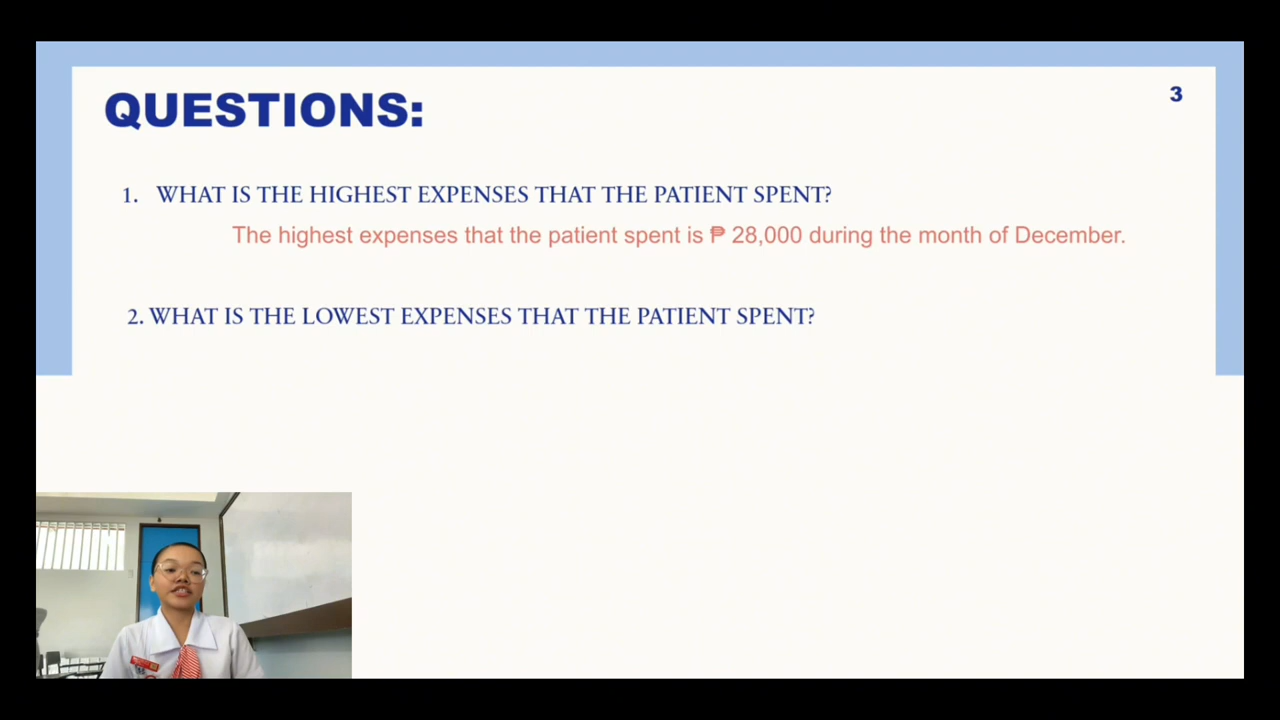 QUESTIONS:
3
1. WHAT IS THE HIGHEST EXPENSES THAT THE PATIENT SPENT?
The highest expenses that the patient spent is ₱ 28,000 during the month of December.
2. WHAT IS THE LOWEST EXPENSES THAT THE PATIENT SPENT?